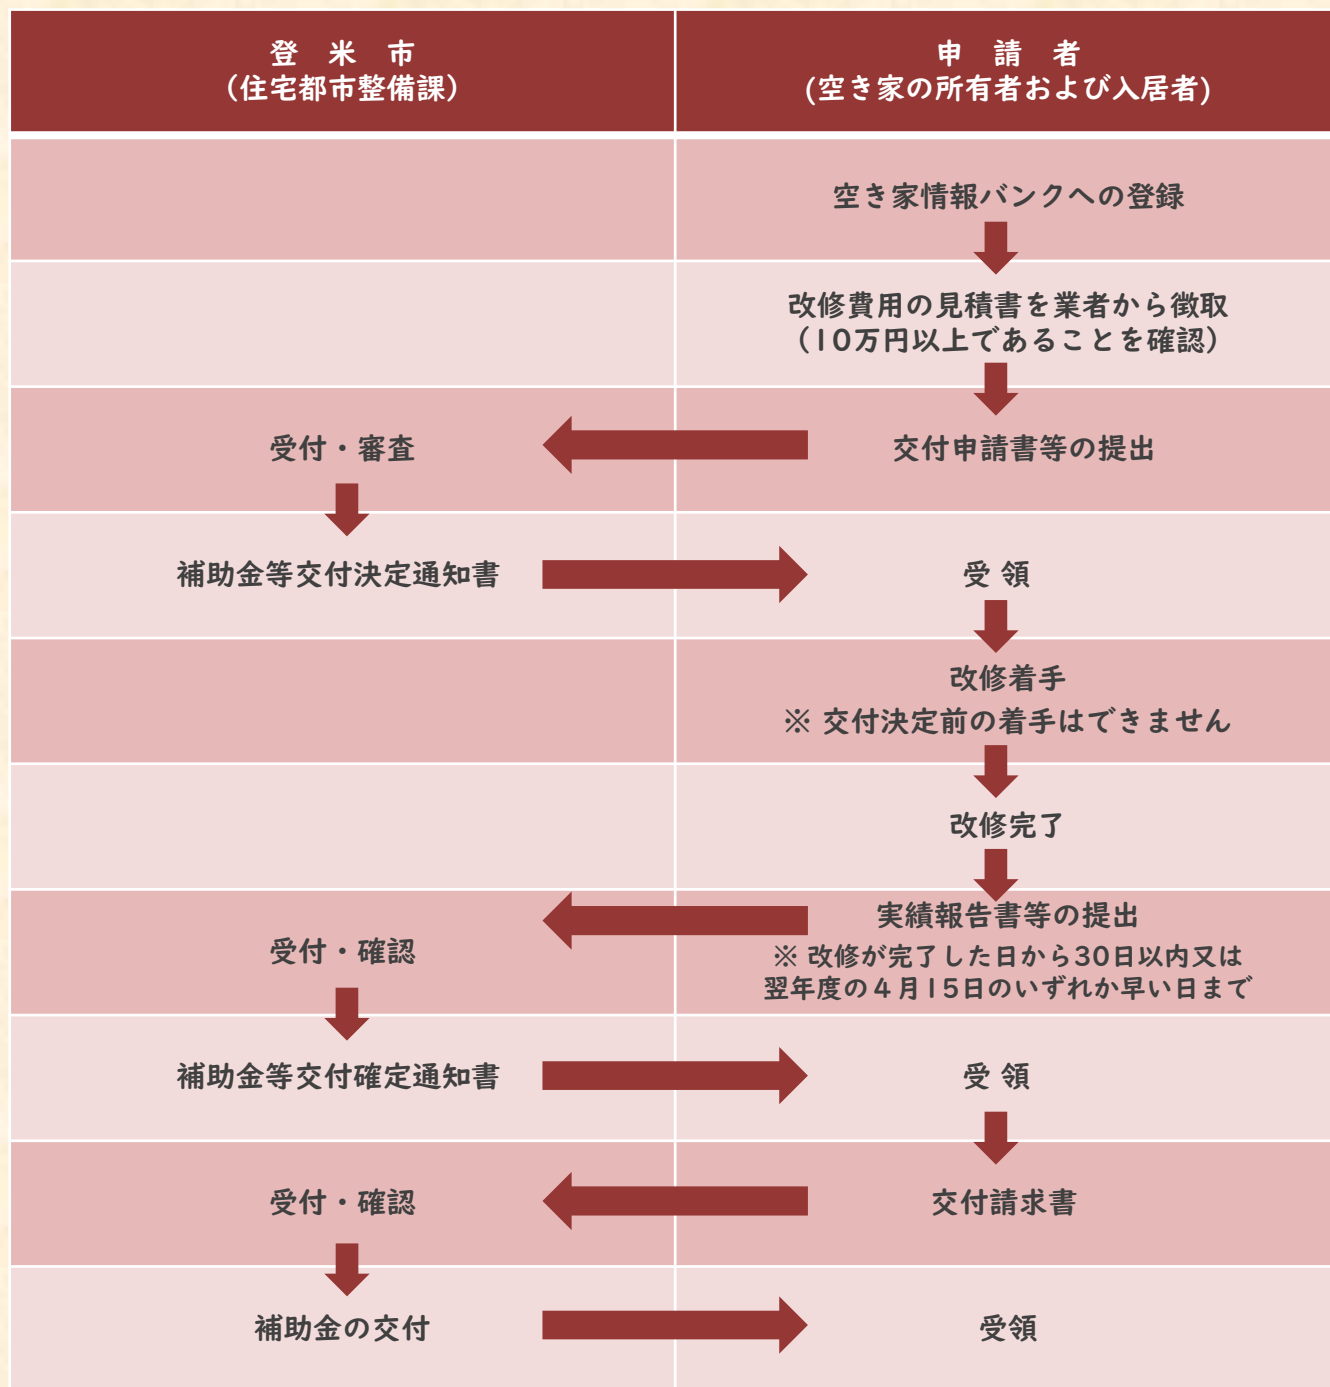 登 米 市
（住宅都市整備課）
申 請 者
(空き家の所有者および入居者)
空き家情報バンクへの登録
改修費用の見積書を業者から徴取
（10万円以上であることを確認）
受付・審査
交付申請書等の提出
補助金等交付決定通知書
受 領
改修着手
※ 交付決定前の着手はできません
改修完了
受付・確認
実績報告書等の提出
※ 改修が完了した日から30日以内又は
翌年度の４月15日のいずれか早い日まで
補助金等交付確定通知書
受 領
受付・確認
交付請求書
補助金の交付
受領